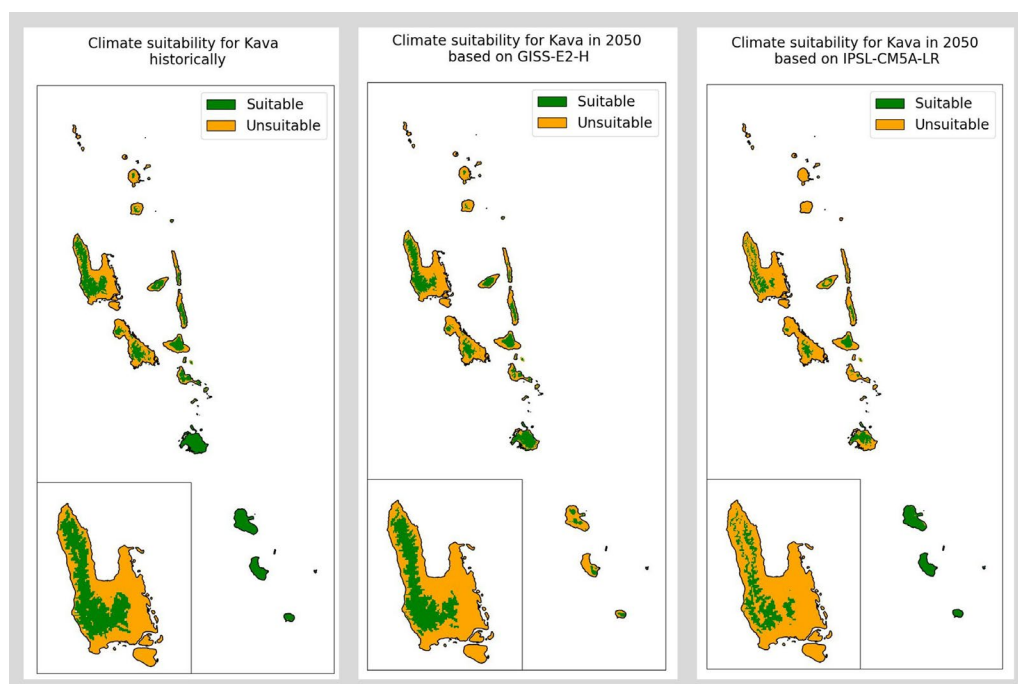 Climate suitability for Kava
historically
Suitable
Unsuitable
Climate suitability for Kava in 2050
based on GISS-E2-H
Suitable
Unsuitable
Climate suitability for Kava in 2050
based on IPSL-CM5A-LR
Suitable
Unsuitable